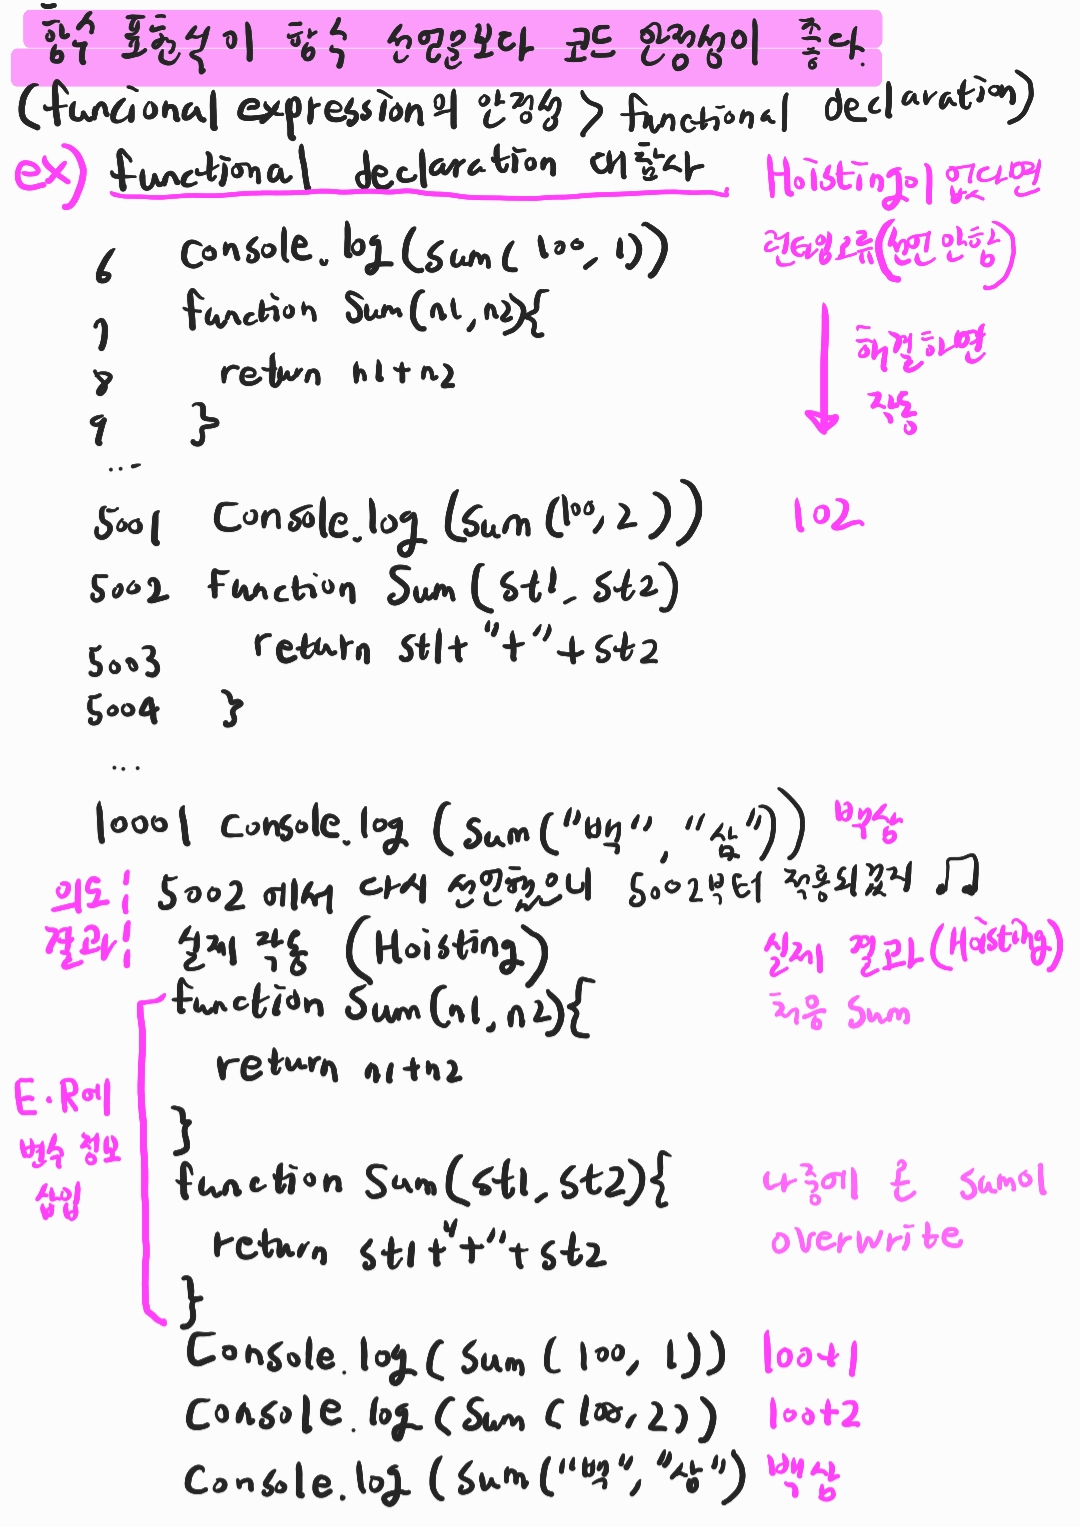 함수 표현식이 함수 선언문보다 코드 안정성이 좋다.
(funcional expression의 안정성 > functional declaration)
ex) functional declaration 대참사
Hoisting이 없다면
런타임오류(선언 안함)
6 console.log(sum(100, 1))
7 function Sum(n1, n2){
8 return n1+n2
9 }
해결하면
작동
...
5001 Console.log(sum(100, 2)) 102
5002 function Sum(st1, st2)
5003 return st1+"+"+st2
5004 }
...
10001 console.log(sum("백", "삼")) 백삼
의도: 5002에서 다시 선언했으니 5002부터 적용되겠지 ♫
결과: 실제 작동 (Hoisting) 실제 결과(Hoisting)
function Sum(n1, n2){ 처음 Sum
return n1+n2
}
E.R에
변수 정보
삽입
function Sum(st1, st2){ 나중에 온 sum이
return st1+"+"+st2 overwrite
}
Console.log(sum(100, 1)) 100+1
Console.log(sum(100, 2)) 100+2
Console.log(sum("백", "삼") 백삼